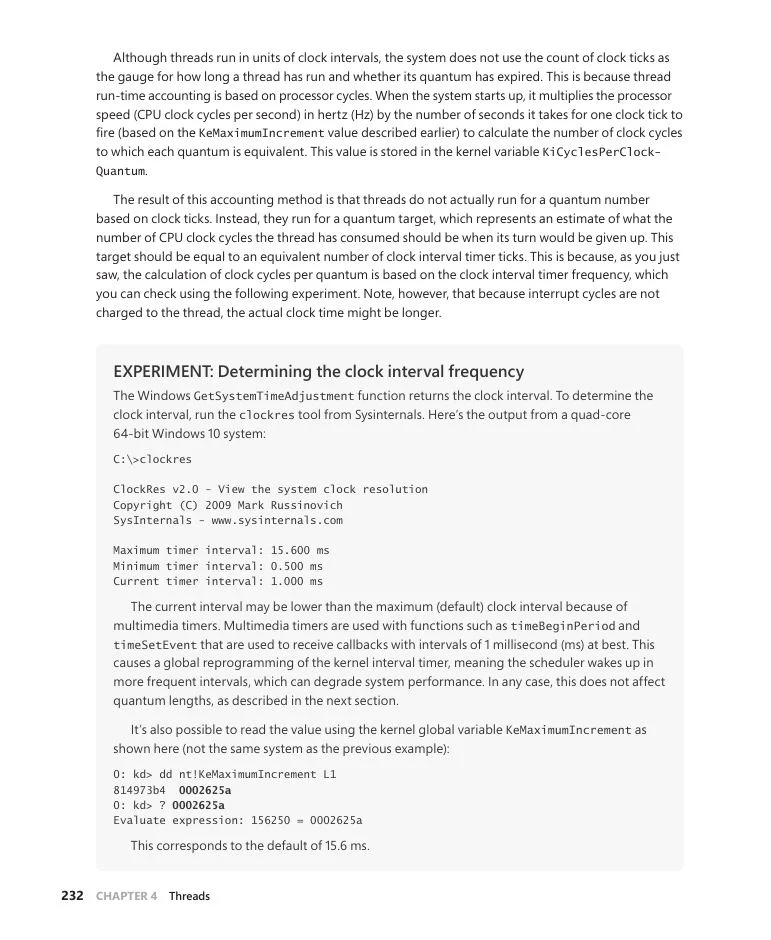 Although threads run in units of clock intervals, the system does not use the count of clock ticks as
the gauge for how long a thread has run and whether its quantum has expired. This is because thread
run-time accounting is based on processor cycles. When the system starts up, it multiplies the processor
speed (CPU clock cycles per second) in hertz (Hz) by the number of seconds it takes for one clock tick to
fire (based on the KeMaximumIncrement value described earlier) to calculate the number of clock cycles
to which each quantum is equivalent. This value is stored in the kernel variable KiCyclesPerClock-
Quantum.
The result of this accounting method is that threads do not actually run for a quantum number
based on clock ticks. Instead, they run for a quantum target, which represents an estimate of what the
number of CPU clock cycles the thread has consumed should be when its turn would be given up. This
target should be equal to an equivalent number of clock interval timer ticks. This is because, as you just
saw, the calculation of clock cycles per quantum is based on the clock interval timer frequency, which
you can check using the following experiment. Note, however, that because interrupt cycles are not
charged to the thread, the actual clock time might be longer.
EXPERIMENT: Determining the clock interval frequency
The Windows GetSystemTimeAdjustment function returns the clock interval. To determine the
clock interval, run the clockres tool from Sysinternals. Here's the output from a quad-core
64-bit Windows 10 system:
C:\>clockres
ClockRes v2.0 - View the system clock resolution
Copyright (C) 2009 Mark Russinovich
SysInternals - www.sysinternals.com
Maximum timer interval: 15.600 ms
Minimum timer interval: 0.500 ms
Current timer interval: 1.000 ms
The current interval may be lower than the maximum (default) clock interval because of
multimedia timers. Multimedia timers are used with functions such as timeBeginPeriod and
timeSetEvent that are used to receive callbacks with intervals of 1 millisecond (ms) at best. This
causes a global reprogramming of the kernel interval timer, meaning the scheduler wakes up in
more frequent intervals, which can degrade system performance. In any case, this does not affect
quantum lengths, as described in the next section.
It's also possible to read the value using the kernel global variable KeMaximumIncrement as
shown here (not the same system as the previous example):
0: kd> dd nt!KeMaximumIncrement L1
814973b4  0002625a
0: kd> ? 0002625a
Evaluate expression: 156250 = 0002625a
This corresponds to the default of 15.6 ms.
232 CHAPTER 4 Threads